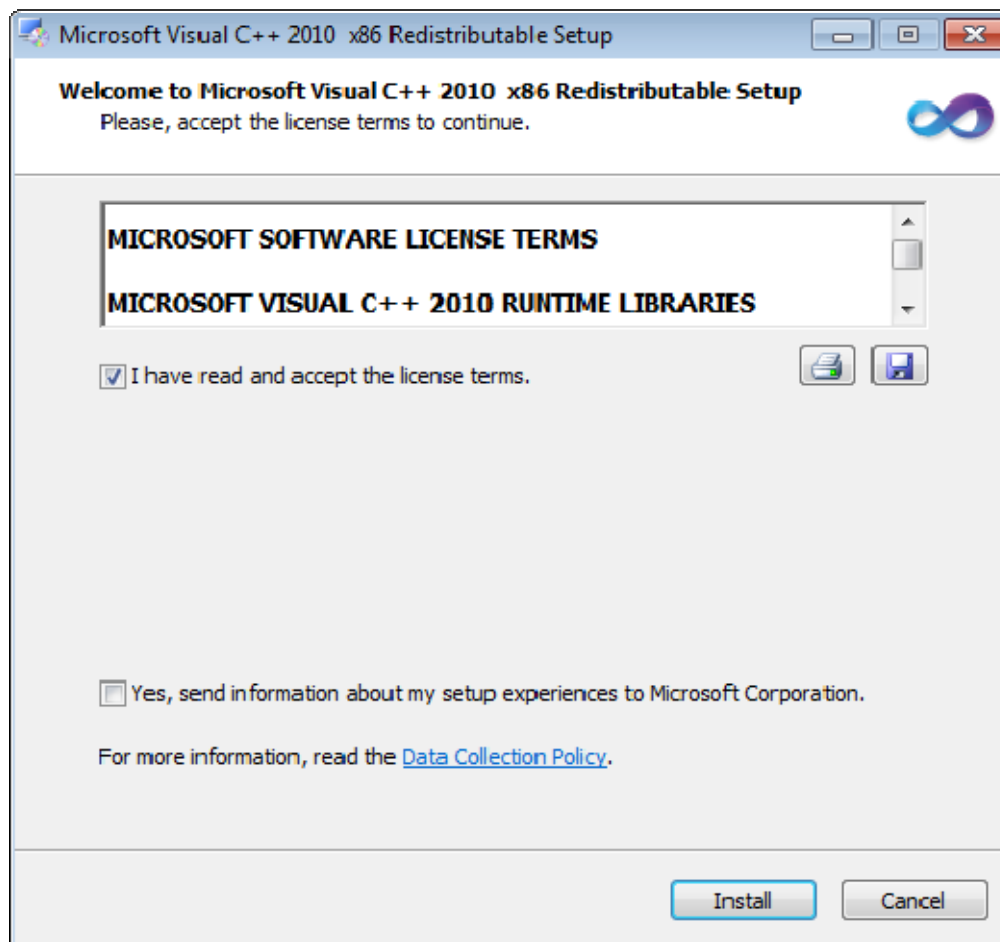 Microsoft Visual C++ 2010 x86 Redistributable Setup
Welcome to Microsoft Visual C++ 2010 x86 Redistributable Setup
Please, accept the license terms to continue.
MICROSOFT SOFTWARE LICENSE TERMS
MICROSOFT VISUAL C++ 2010 RUNTIME LIBRARIES
I have read and accept the license terms.
Yes, send information about my setup experiences to Microsoft Corporation.
For more information, read the Data Collection Policy.
Install Cancel